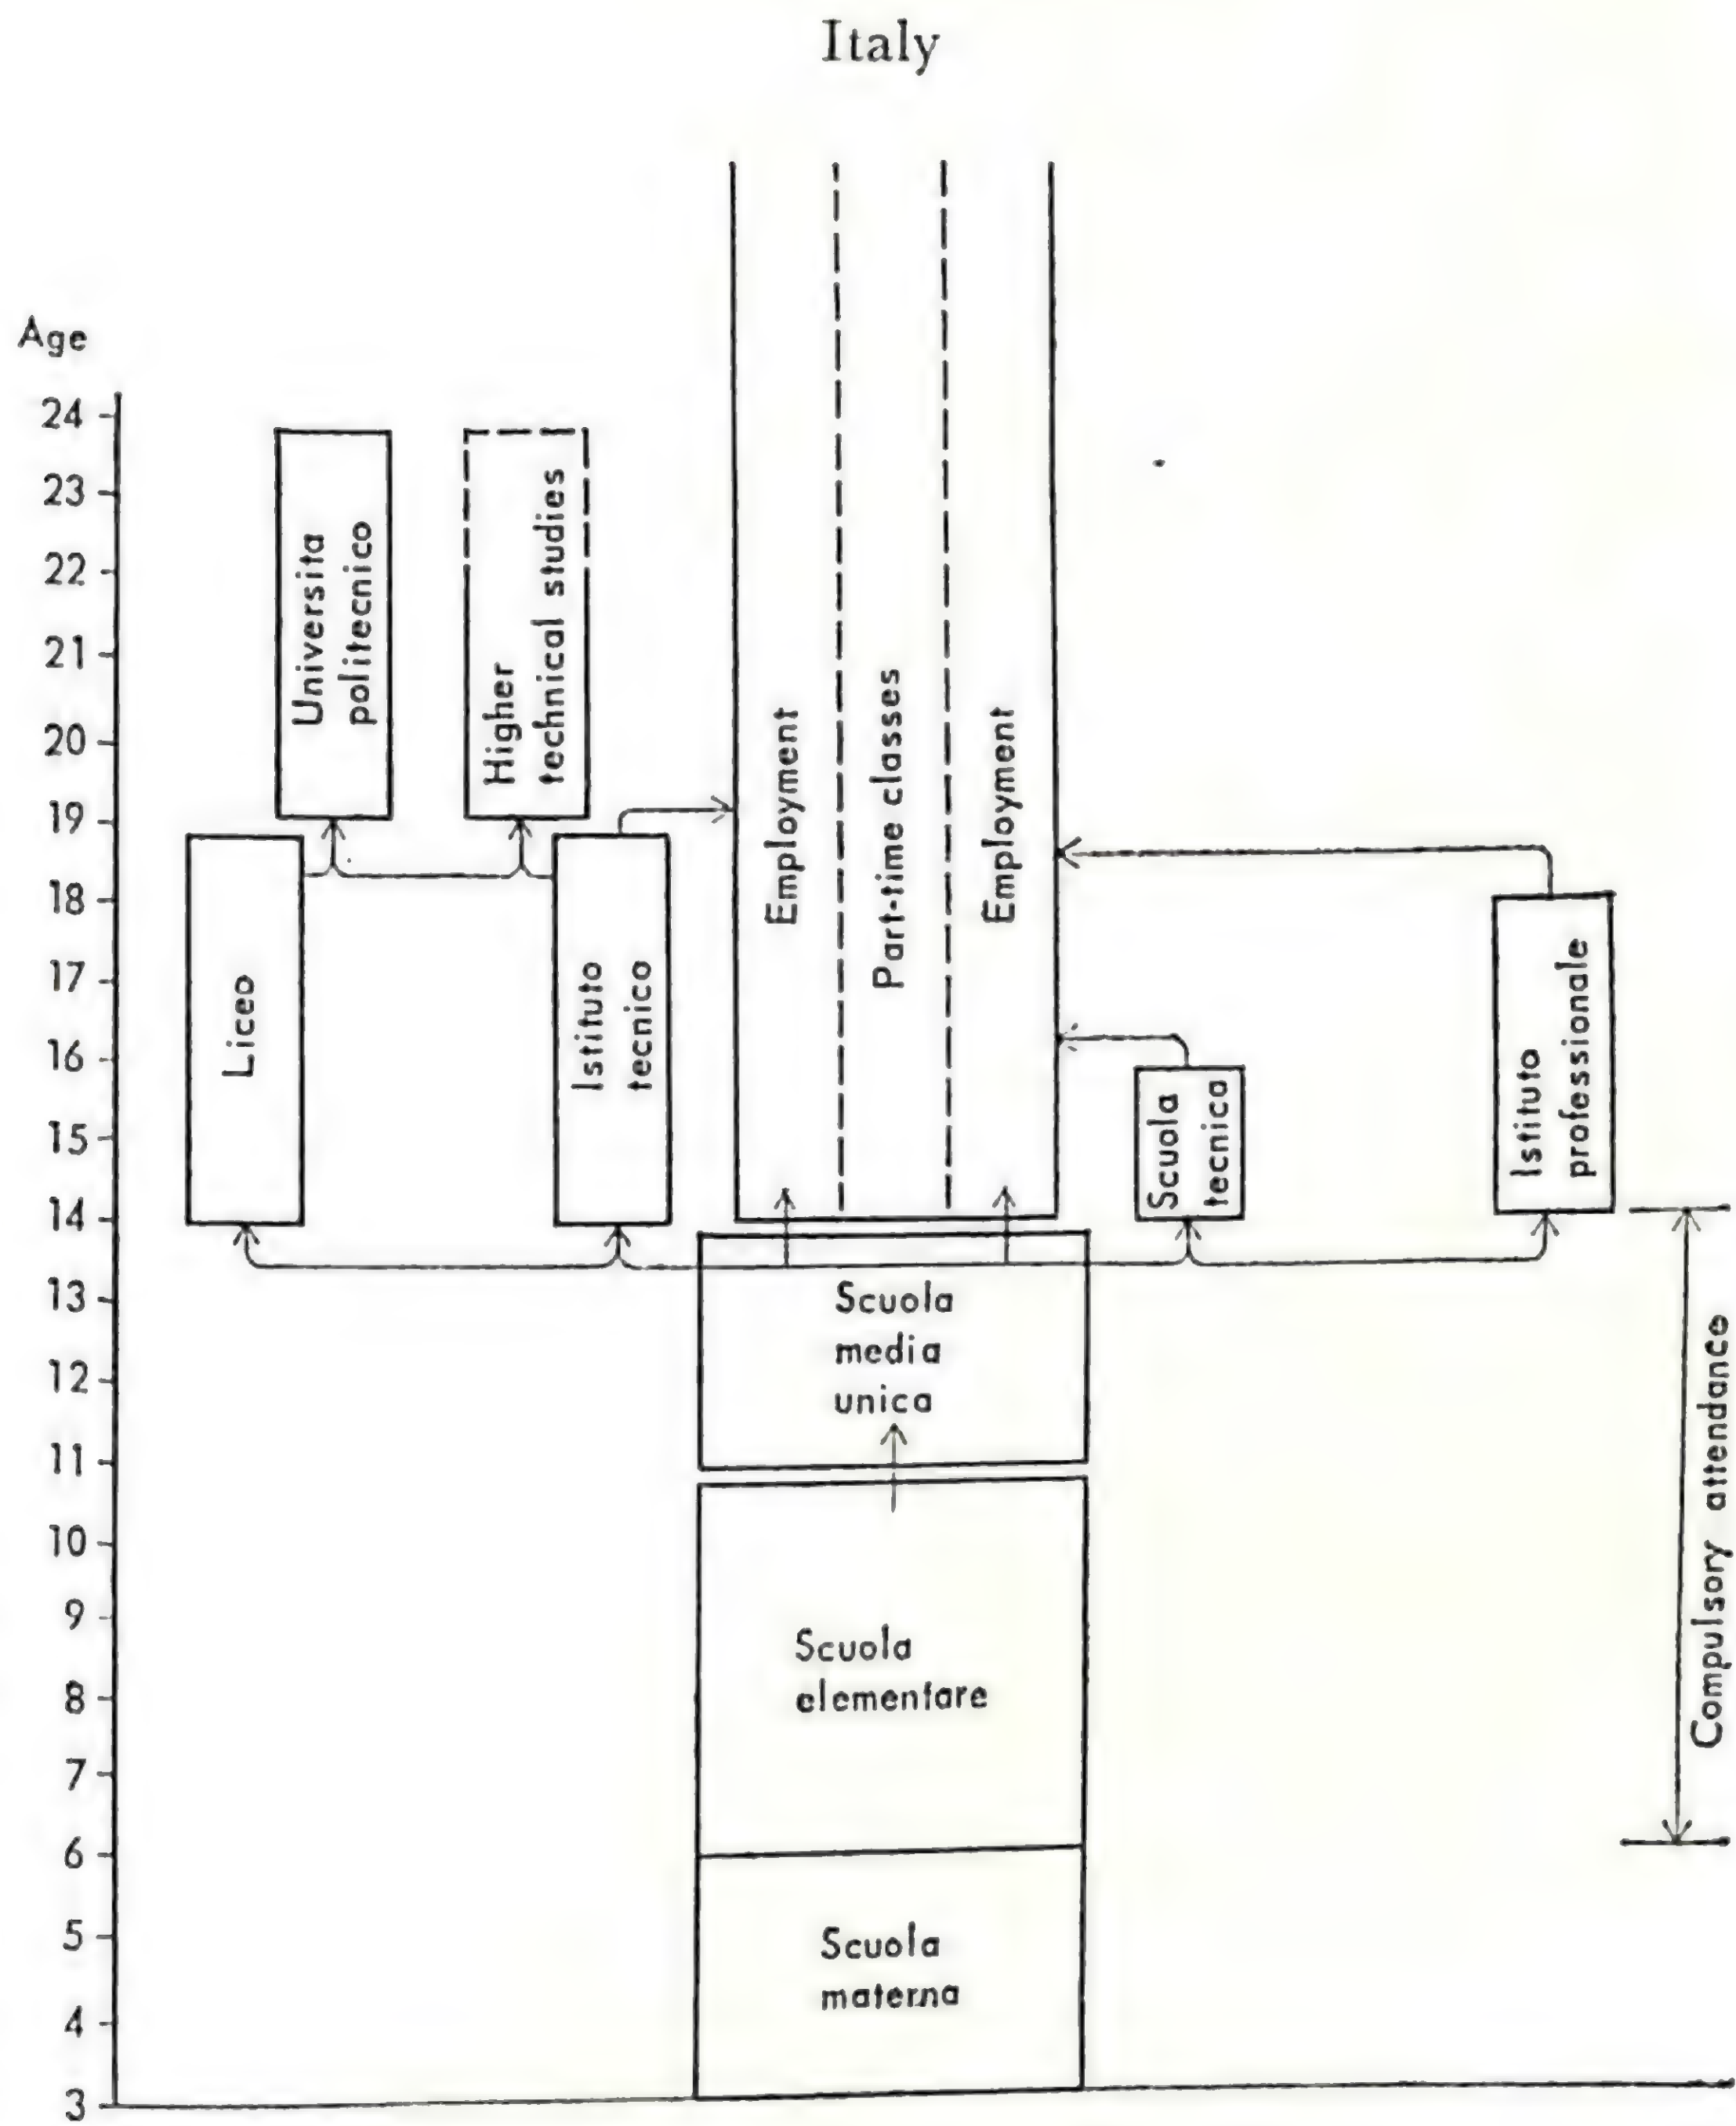 Italy
Age
24
23
22
21
20
19
18
17
16
15
14
13
12
11
10
9
8
7
6
5
4
3
Universita
politecnico
Higher
technical studies
Liceo
Istituto
tecnico
Employment
Part-time classes
Employment
Scuola
tecnica
Istituto
professionale
Scuola
media
unica
Scuola
elementare
Scuola
materna
Compulsory attendance